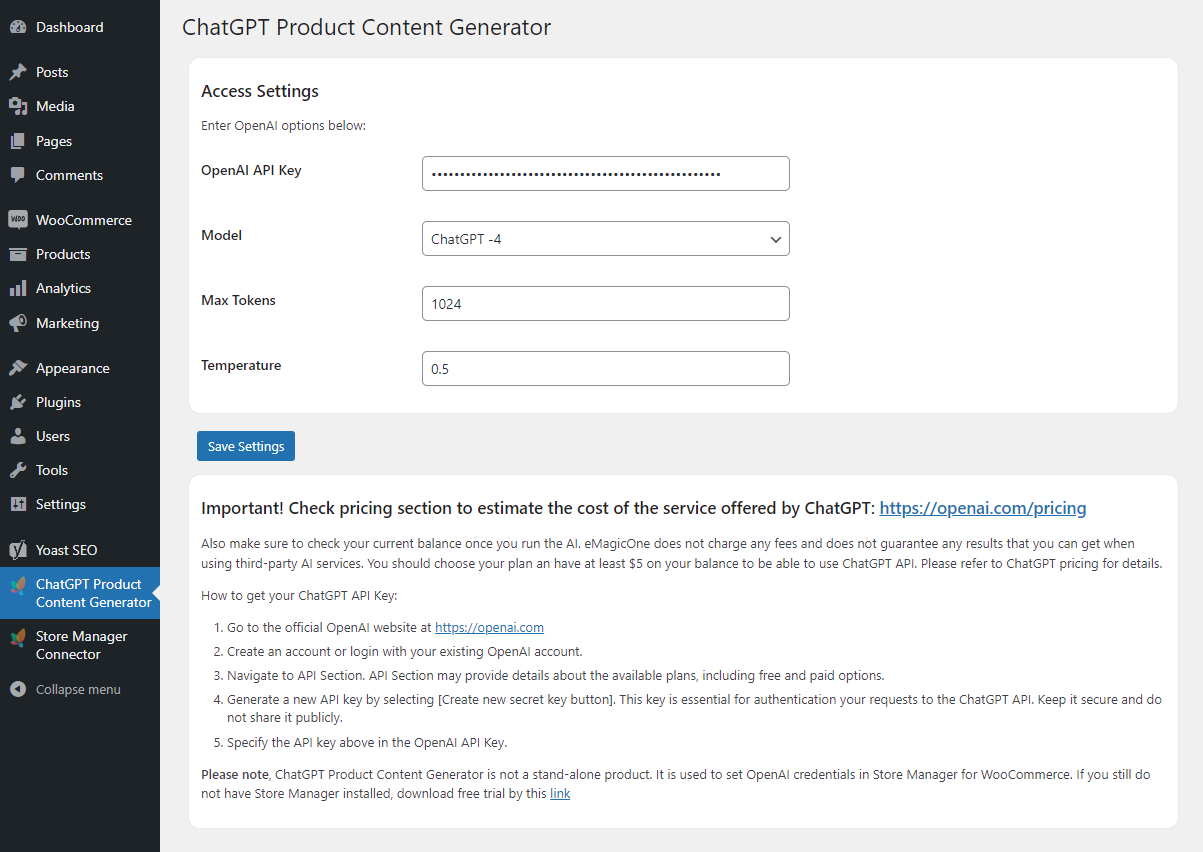 Dashboard
Posts
Media
Pages
Comments
WOO
WooCommerce
Products
Analytics
Marketing
Appearance
Plugins
Users
Tools
Settings
Yoast SEO
ChatGPT Product
Content Generator
Store Manager
Connector
Collapse menu
ChatGPT Product Content Generator
Access Settings
Enter OpenAI options below:
OpenAI API Key
Model
ChatGPT -4
Max Tokens
1024
Temperature
0.5
Save Settings
Important! Check pricing section to estimate the cost of the service offered by ChatGPT: https://openai.com/pricing
Also make sure to check your current balance once you run the AI. eMagicOne does not charge any fees and does not guarantee any results that you can get when
using third-party AI services. You should choose your plan an have at least $5 on your balance to be able to use ChatGPT API. Please refer to ChatGPT pricing for details.
How to get your ChatGPT API Key:
1. Go to the official OpenAI website at https://openai.com
2. Create an account or login with your existing OpenAI account.
3. Navigate to API Section. API Section may provide details about the available plans, including free and paid options.
4. Generate a new API key by selecting [Create new secret key button]. This key is essential for authentication your requests to the ChatGPT API. Keep it secure and do
not share it publicly.
5. Specify the API key above in the OpenAI API Key.
Please note, ChatGPT Product Content Generator is not a stand-alone product. It is used to set OpenAI credentials in Store Manager for WooCommerce. If you still do
not have Store Manager installed, download free trial by this link